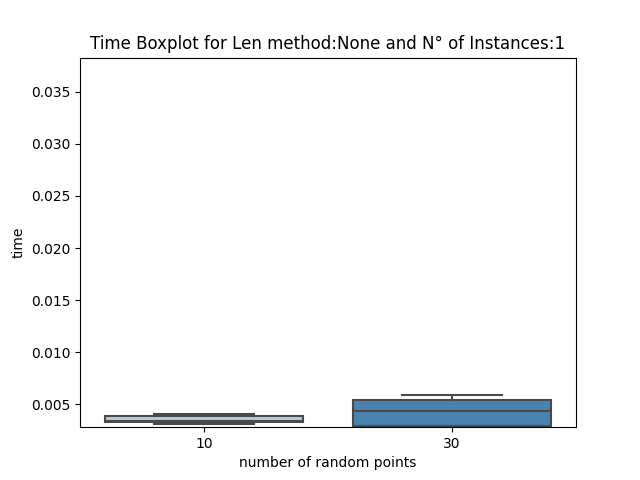 Time Boxplot for Len method:None and N° of Instances:1
0.035
0.030
0.025
0.020
0.015
0.010
0.005
time
10 30
number of random points